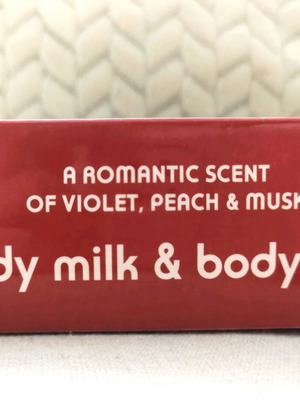 A ROMANTIC SCENT
OF VIOLET, PEACH & MUSK
dy milk & body